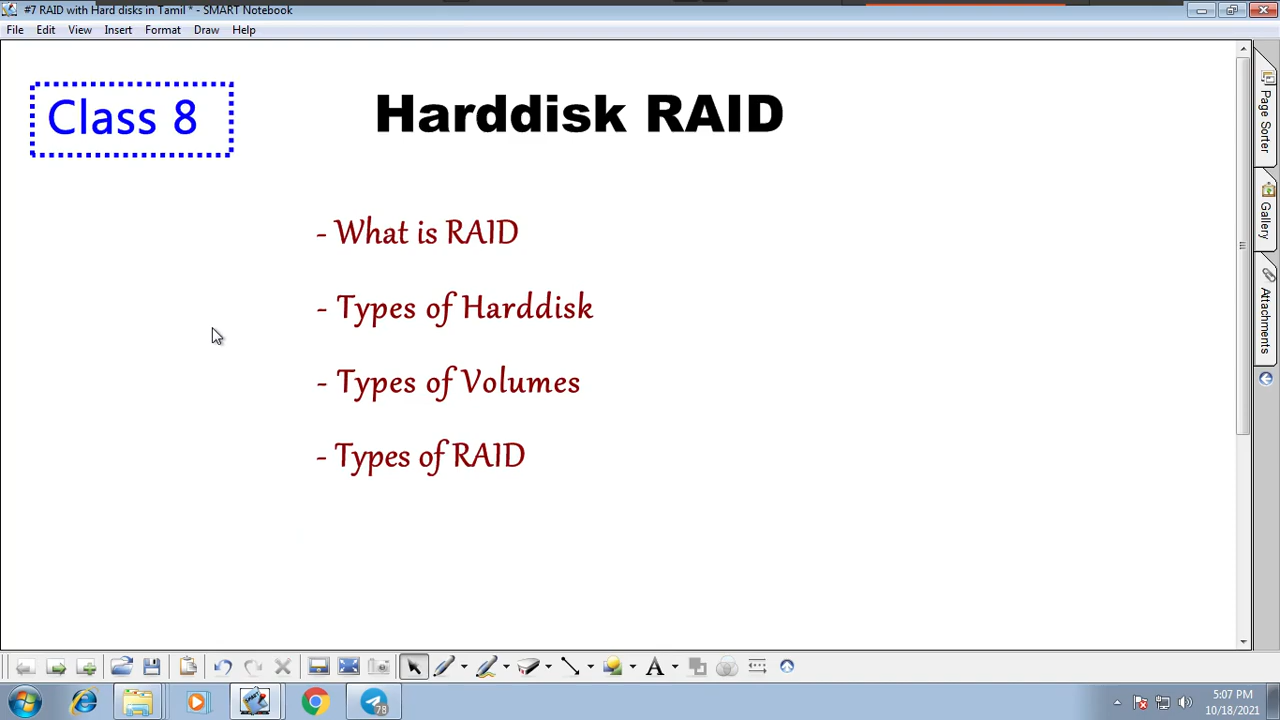 #7 RAID with Hard disks in Tamil * - SMART Notebook
File Edit View Insert Format Draw Help
Class 8
Harddisk RAID
- What is RAID
- Types of Harddisk
- Types of Volumes
- Types of RAID
Page Sorter
Gallery
Attachments
A
78
5:07 PM
10/18/2021